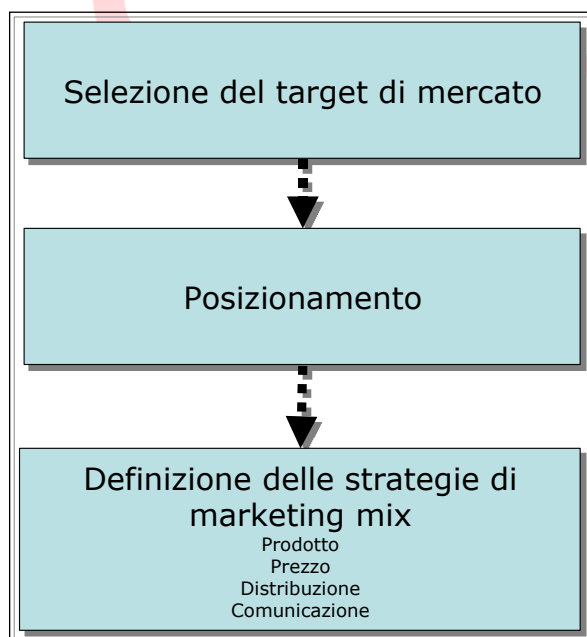 Selezione del target di mercato
Posizionamento
Definizione delle strategie di
marketing mix
Prodotto
Prezzo
Distribuzione
Comunicazione